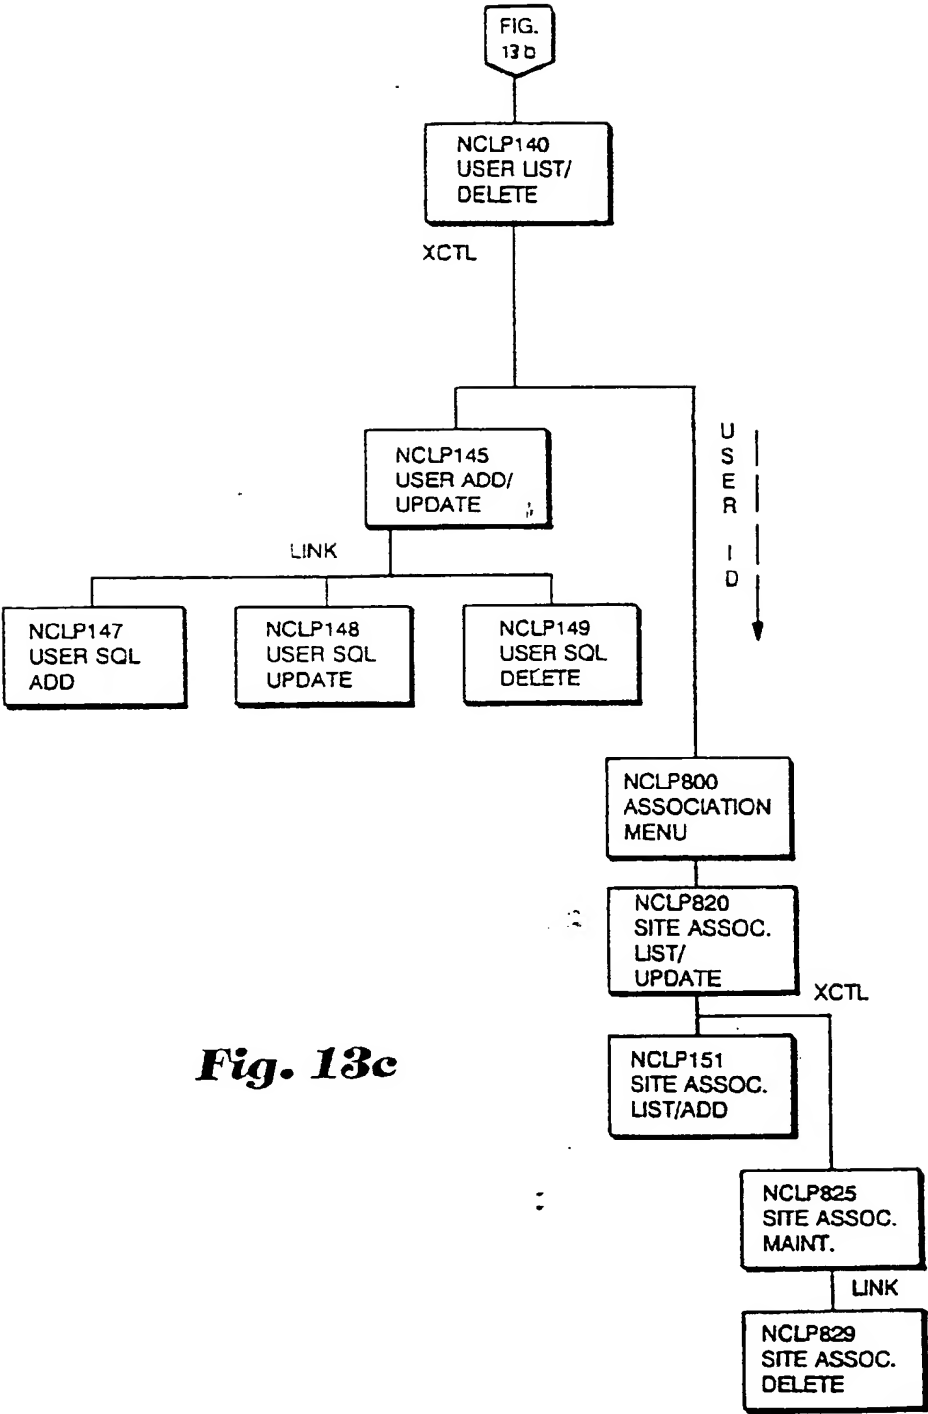 FIG.
13b
NCLP140
USER LIST/
DELETE
XCTL
NCLP145
USER ADD/
UPDATE
USER ID
LINK
NCLP147
USER SQL
ADD
NCLP148
USER SQL
UPDATE
NCLP149
USER SQL
DELETE
NCLP800
ASSOCIATION
MENU
NCLP820
SITE ASSOC.
LIST/
UPDATE
XCTL
NCLP151
SITE ASSOC.
LIST/ADD
Fig. 13c
NCLP825
SITE ASSOC.
MAINT.
LINK
NCLP829
SITE ASSOC.
DELETE